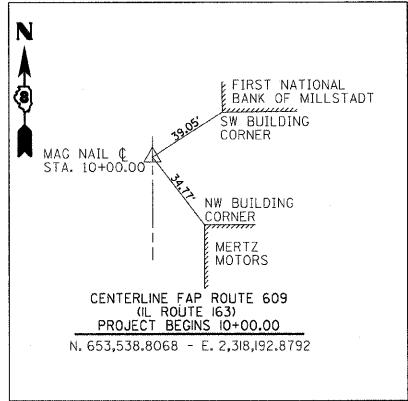 N
8
FIRST NATIONAL
BANK OF MILLSTADT
39.05'
SW BUILDING
CORNER
MAG NAIL ℄
STA. 10+00.00
34.77'
NW BUILDING
CORNER
MERTZ
MOTORS
CENTERLINE FAP ROUTE 609
(IL ROUTE 163)
PROJECT BEGINS 10+00.00
N. 653,538.8068 - E. 2,318,192.8792